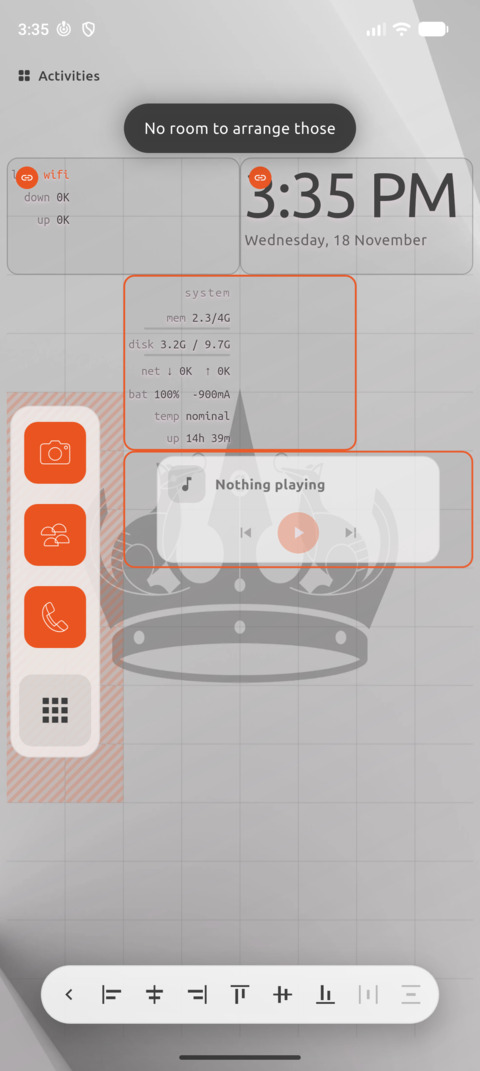 3:35
Activities
No room to arrange those
wifi
down 0K
up 0K
3:35 PM
Wednesday, 18 November
system
mem 2.3/4G
disk 3.2G / 9.7G
net ↓ 0K ↑ 0K
bat 100% -900mA
temp nominal
up 14h 39m
Nothing playing